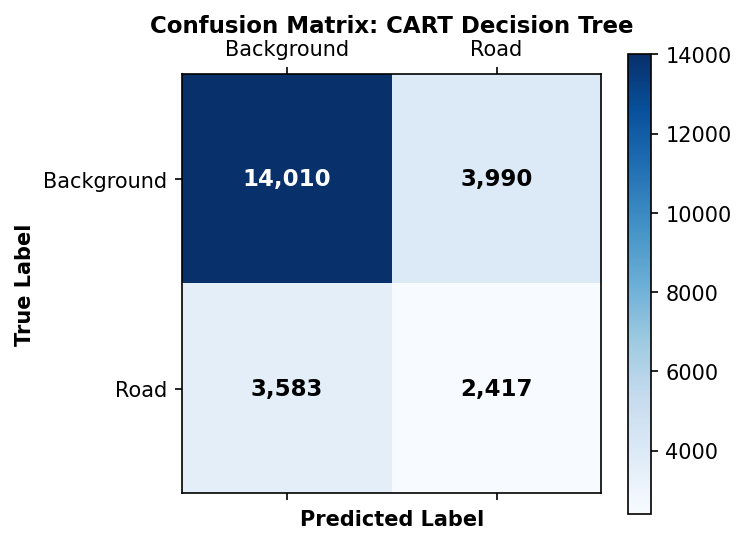 Confusion Matrix: CART Decision Tree
Background Road
14000
12000
10000
8000
6000
4000
True Label
Background 14,010 3,990
Road 3,583 2,417
Predicted Label